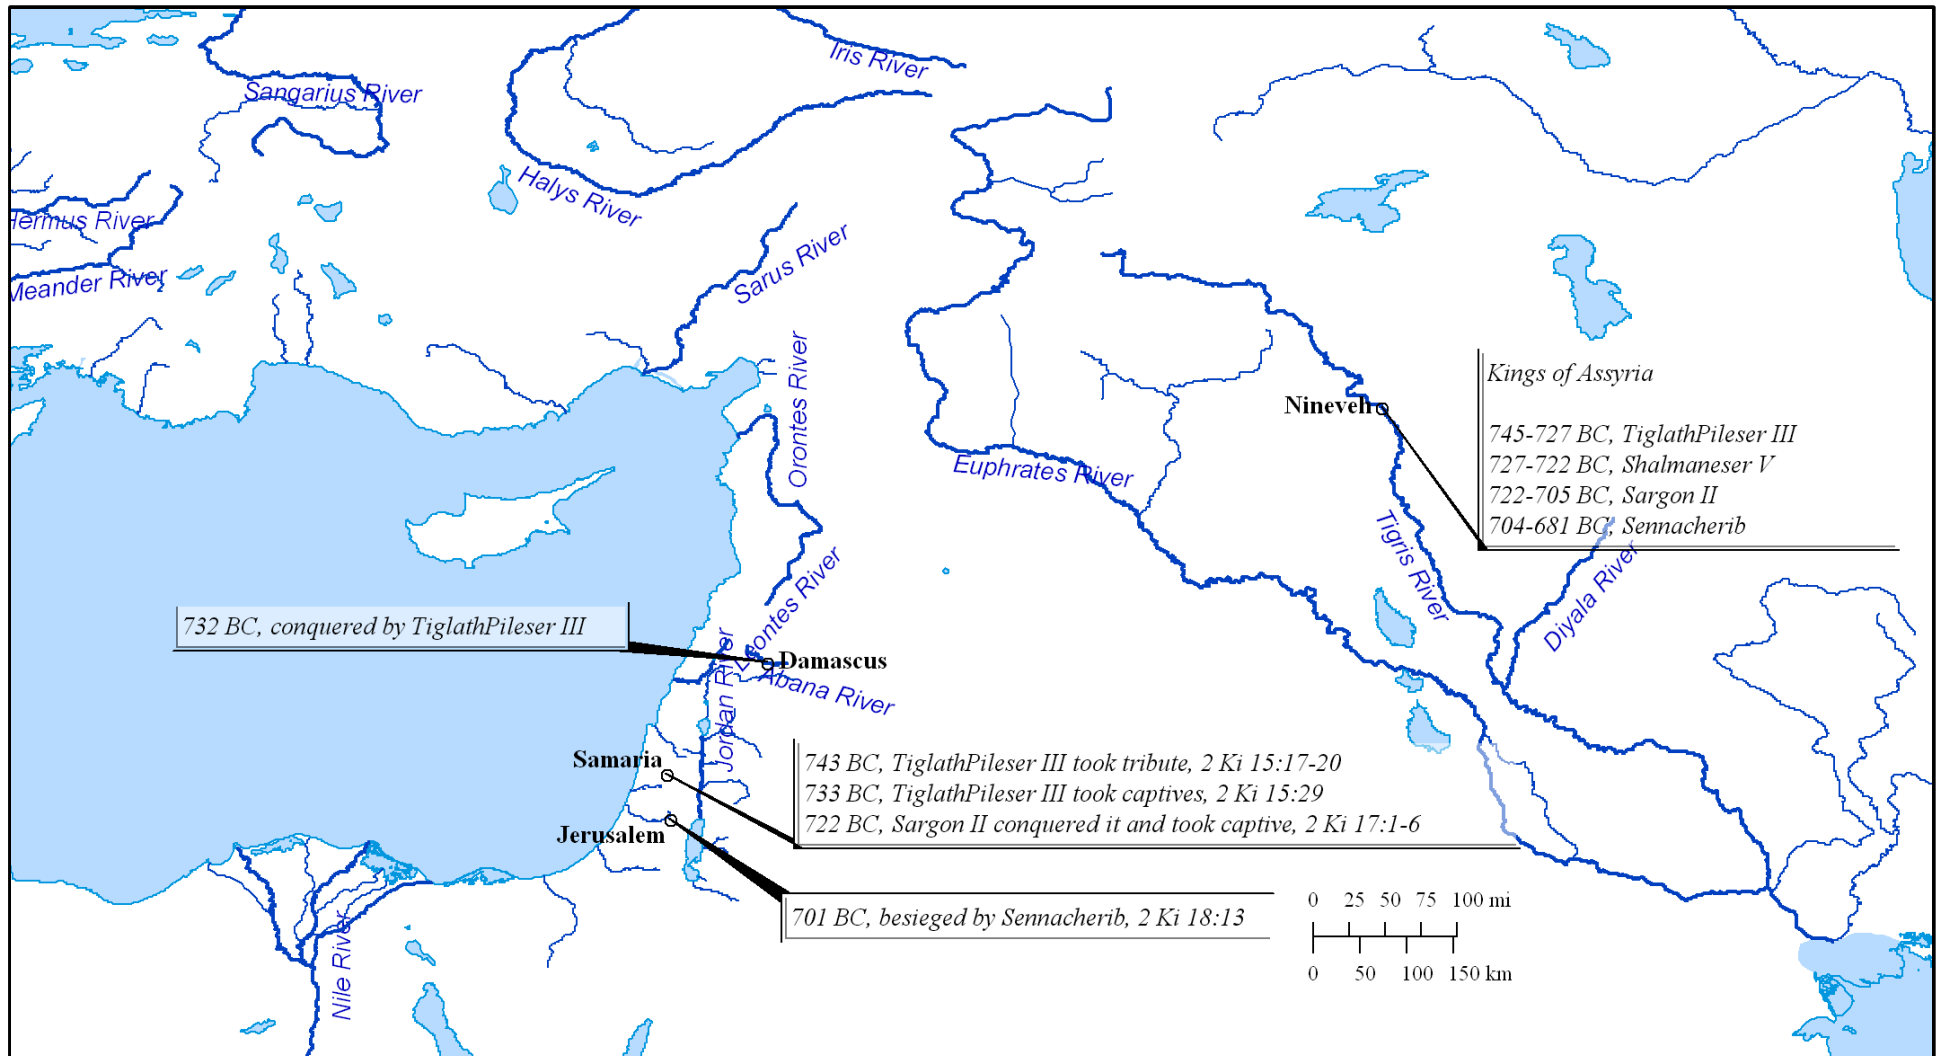 Iris River
Sangarius River
Halys River
Hermus River
Sarus River
Meander River
Orontes River
Kings of Assyria
Nineveh
745-727 BC, TiglathPileser III
727-722 BC, Shalmaneser V
722-705 BC, Sargon II
704-681 BC, Sennacherib
Euphrates River
Tigris River
Diyala River
Leontes River
732 BC, conquered by TiglathPileser III
Damascus
Abana River
Jordan River
Samaria
743 BC, TiglathPileser III took tribute, 2 Ki 15:17-20
733 BC, TiglathPileser III took captives, 2 Ki 15:29
722 BC, Sargon II conquered it and took captive, 2 Ki 17:1-6
Jerusalem
701 BC, besieged by Sennacherib, 2 Ki 18:13
0 25 50 75 100 mi
0 50 100 150 km
Nile River